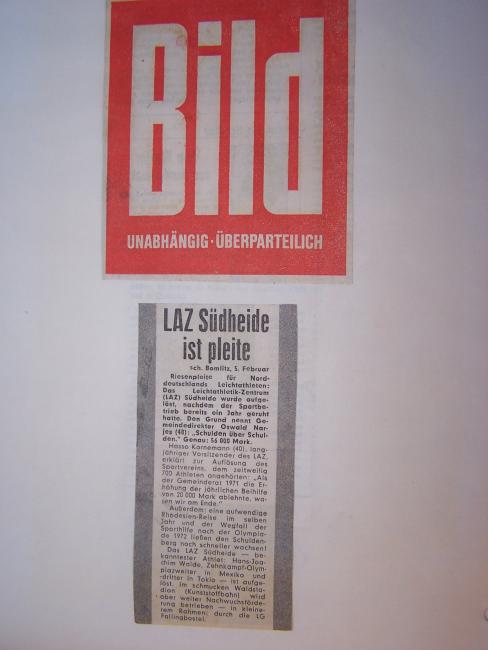 Bild
UNABHÄNGIG · ÜBERPARTEILICH
LAZ Südheide
ist pleite
sch. Bomlitz, 5. Februar
Riesenpleite für Nord-
deutschlands Leichtathleten:
Das Leichtathletik-Zentrum
(LAZ) Südheide wurde aufge-
löst, nachdem der Sportbe-
trieb bereits ein Jahr geruht
hatte. Den Grund nennt Ge-
meindedirektor Oswald Nar-
jes (48): „Schulden über Schul-
den." Genau: 56 000 Mark.
Hasso Kornemann (40), lang-
jähriger Vorsitzender des LAZ,
erklärt zur Auflösung des
Sportvereins, dem zeitweilig
700 Athleten angehörten: „Als
der Gemeinderat 1971 die Er-
höhung der jährlichen Beihilfe
von 20 000 Mark ablehnte, wa-
ren wir am Ende."
Außerdem: eine aufwendige
Rhodesien-Reise im selben
Jahr und der Wegfall der
Sporthilfe nach der Olympia-
de 1972 ließen den Schulden-
berg noch schneller wachsen!
Das LAZ Südheide — be-
kanntester Athlet: Hans-Joa-
chim Walde, Zehnkampf-Olym-
piazweiter in Mexiko und
-dritter in Tokio — ist aufge-
löst. Im schmucken Waldsta-
dion (Kunststoffbahn) wird
aber weiter Nachwuchsförde-
rung betrieben — in kleine-
rem Rahmen: durch die LG
Fallingbostel.